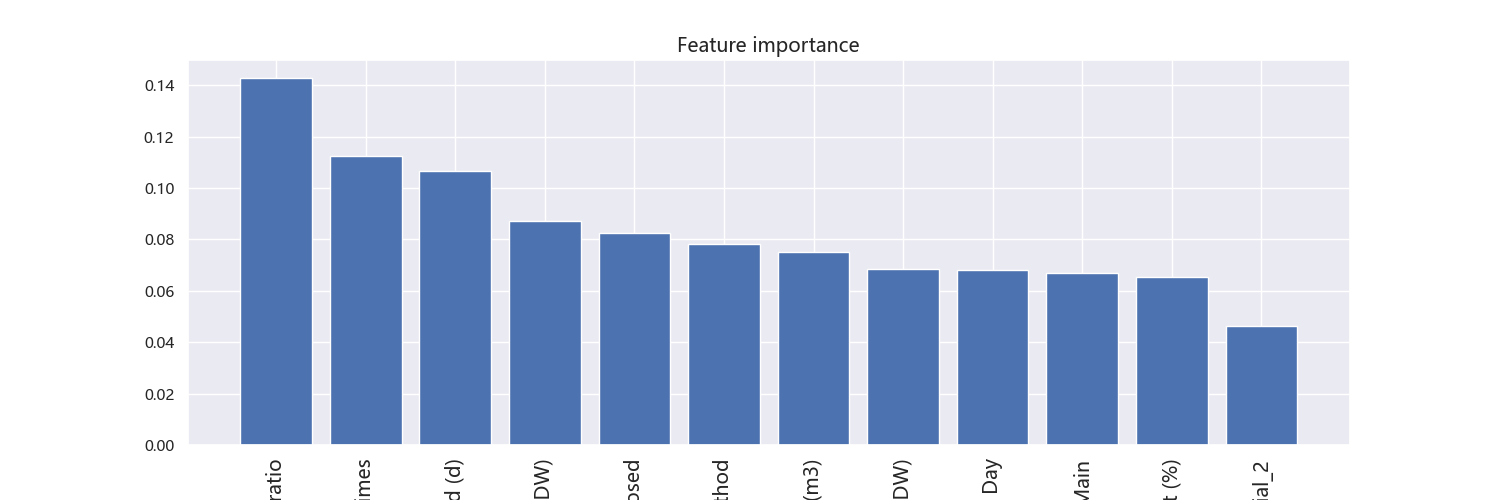 Feature importance
0.14
0.12
0.10
0.08
0.06
0.04
0.02
0.00
ratio
imes
d (d)
DW)
osed
thod
(m3)
DW)
Day
Main
t (%)
ial_2